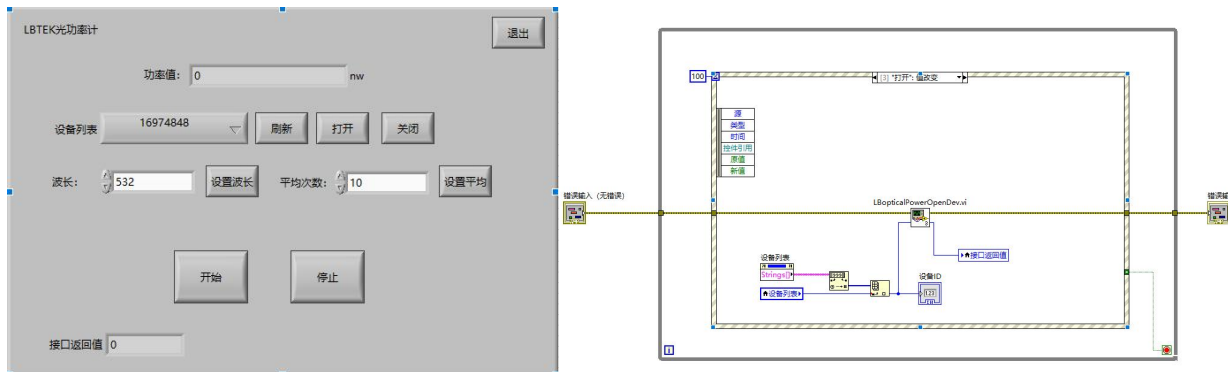 LBTEK光功率计
退出
功率值： 0 nw
设备列表 16974848 刷新 打开 关闭
波长： 532 设置波长 平均次数： 10 设置平均
开始 停止
接口返回值 0
100
[3] "打开"：值改变
源
类型
时间
控件引用
原值
新值
错误输入（无错误）
错误输
LBopticalPowerOpenDev.vi
接口返回值
设备列表
Strings[]
设备列表
设备ID
123
i